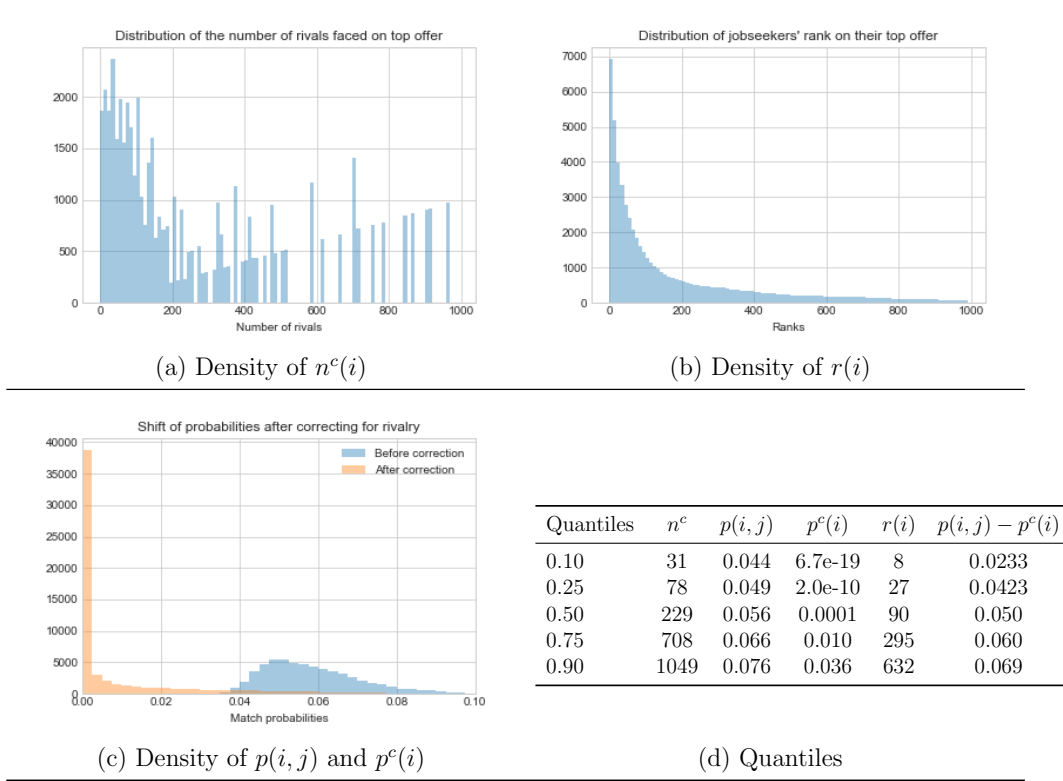 Distribution of the number of rivals faced on top offer
2000
1500
1000
500
0
0 200 400 600 800 1000
Number of rivals
(a) Density of n^c(i)
Distribution of jobseekers' rank on their top offer
7000
6000
5000
4000
3000
2000
1000
0
0 200 400 600 800 1000
Ranks
(b) Density of r(i)
Shift of probabilities after correcting for rivalry
Before correction
After correction
40000
35000
30000
25000
20000
15000
10000
5000
0
0.00 0.02 0.04 0.06 0.08 0.10
Match probabilities
(c) Density of p(i, j) and p^c(i)
Quantiles n^c p(i, j) p^c(i) r(i) p(i, j) − p^c(i)
0.10 31 0.044 6.7e-19 8 0.0233
0.25 78 0.049 2.0e-10 27 0.0423
0.50 229 0.056 0.0001 90 0.050
0.75 708 0.066 0.010 295 0.060
0.90 1049 0.076 0.036 632 0.069
(d) Quantiles